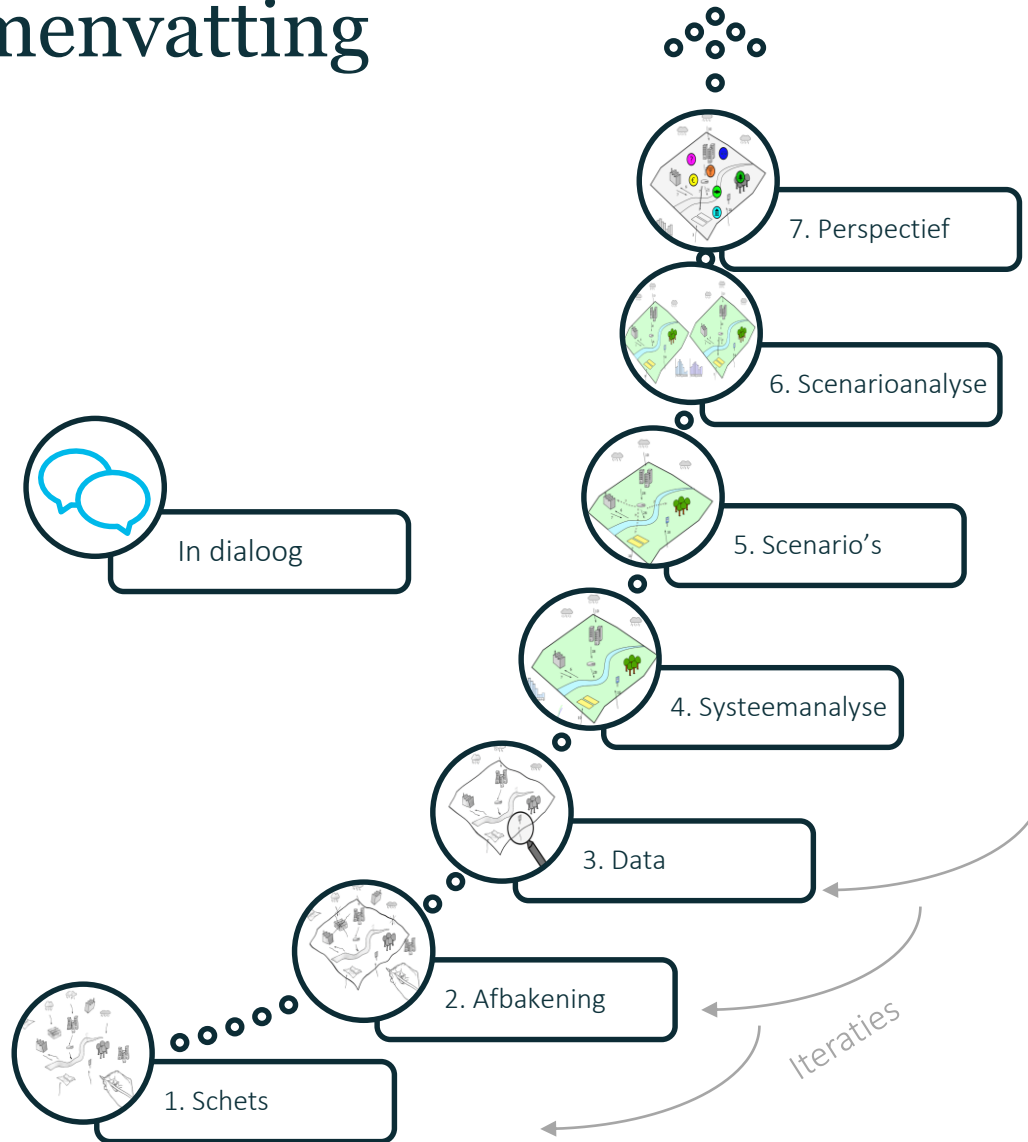 menvatting
7. Perspectief
6. Scenarioanalyse
5. Scenario's
In dialoog
4. Systeemanalyse
3. Data
2. Afbakening
Iteraties
1. Schets